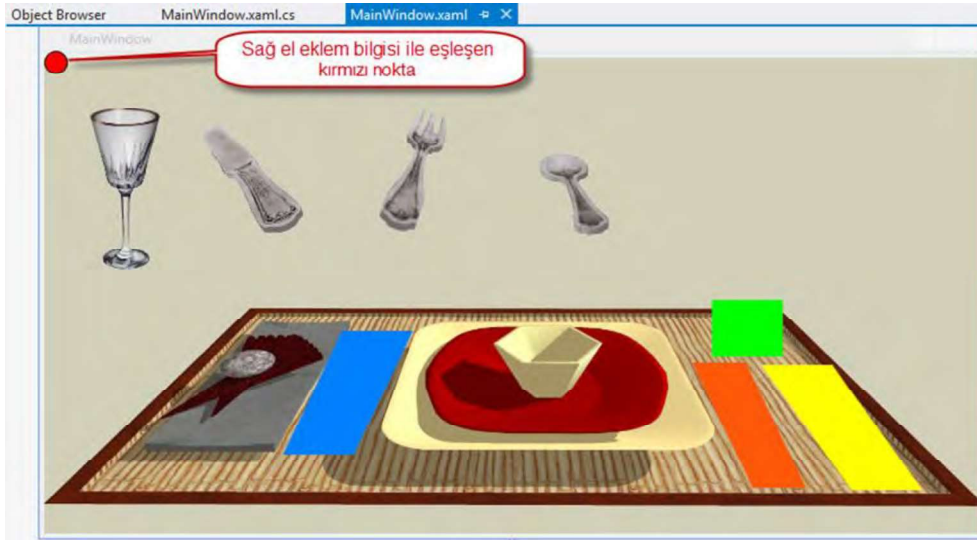 Object Browser MainWindow.xaml.cs MainWindow.xaml
MainWindow
Sağ el eklem bilgisi ile eşleşen
kırmızı nokta